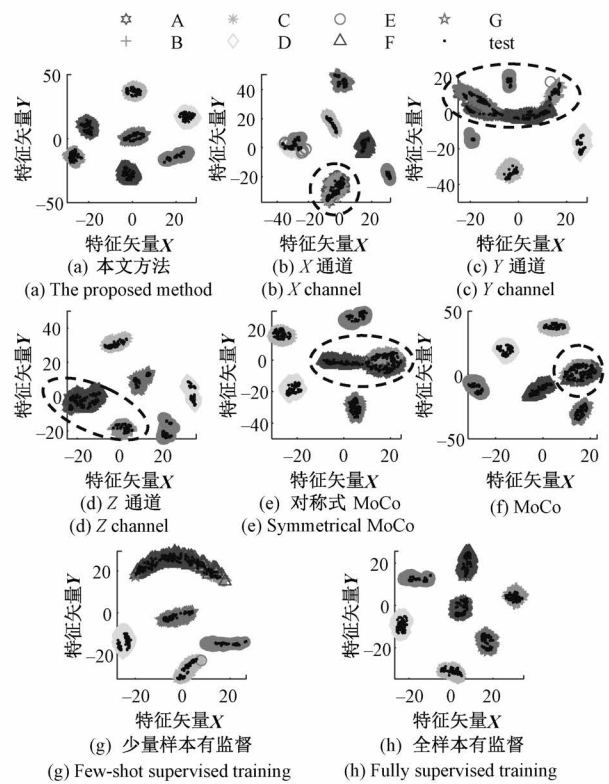 A C E G
B D F test
50
0
−50
−20 0 20
特征矢量Y
特征矢量X
(a) 本文方法
(a) The proposed method
40
20
0
−20
−40 −20 0 20
特征矢量Y
特征矢量X
(b) X 通道
(b) X channel
20
0
−20
−40
−20 0 20
特征矢量Y
特征矢量X
(c) Y 通道
(c) Y channel
40
20
0
−20
−20 0 20
特征矢量Y
特征矢量X
(d) Z 通道
(d) Z channel
20
0
−20
−40
−20 0 20
特征矢量Y
特征矢量X
(e) 对称式 MoCo
(e) Symmetrical MoCo
50
0
−50
−20 0 20
特征矢量Y
特征矢量X
(f) MoCo
20
0
−20
−20 0 20
特征矢量Y
特征矢量X
(g) 少量样本有监督
(g) Few-shot supervised training
20
0
−20
−20 0 20 40
特征矢量Y
特征矢量X
(h) 全样本有监督
(h) Fully supervised training